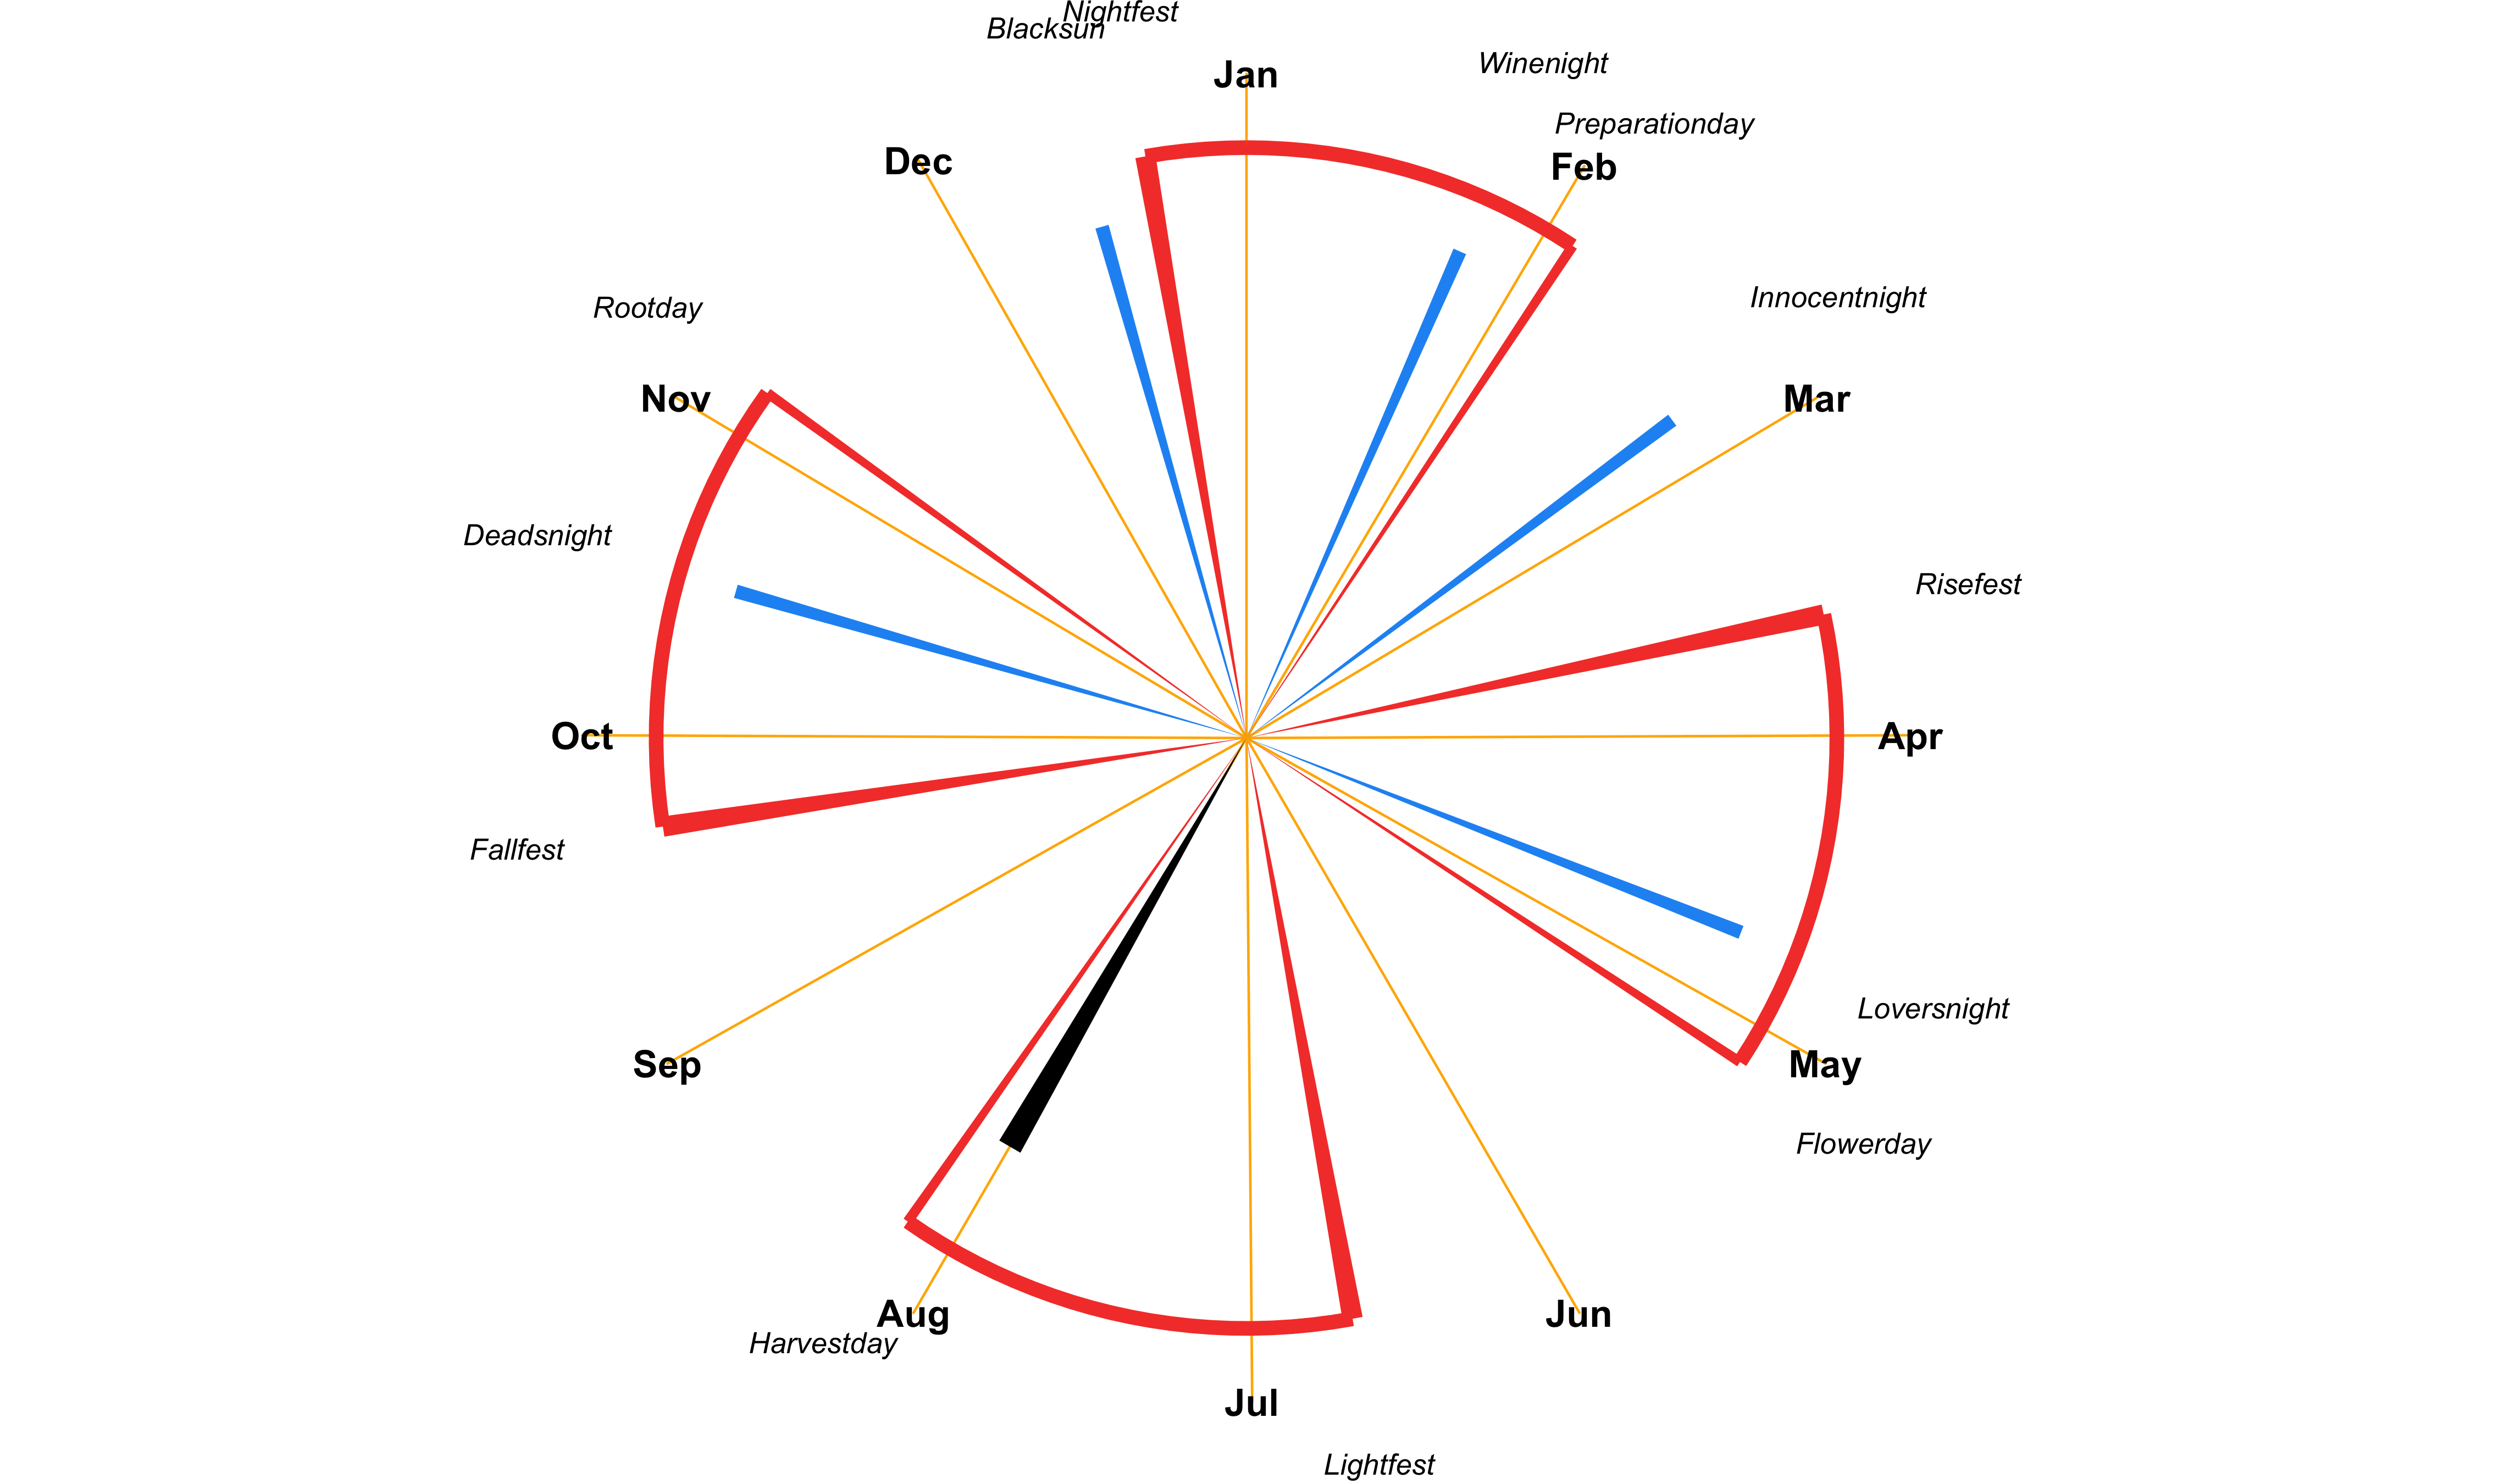 Nightfest
Blacksun
Winenight
Jan
Preparationday
Dec
Feb
Innocentnight
Rootday
Mar
Nov
Deadsnight
Risefest
Oct
Apr
Fallfest
Loversnight
Sep
May
Flowerday
Aug
Jun
Harvestday
Jul
Lightfest